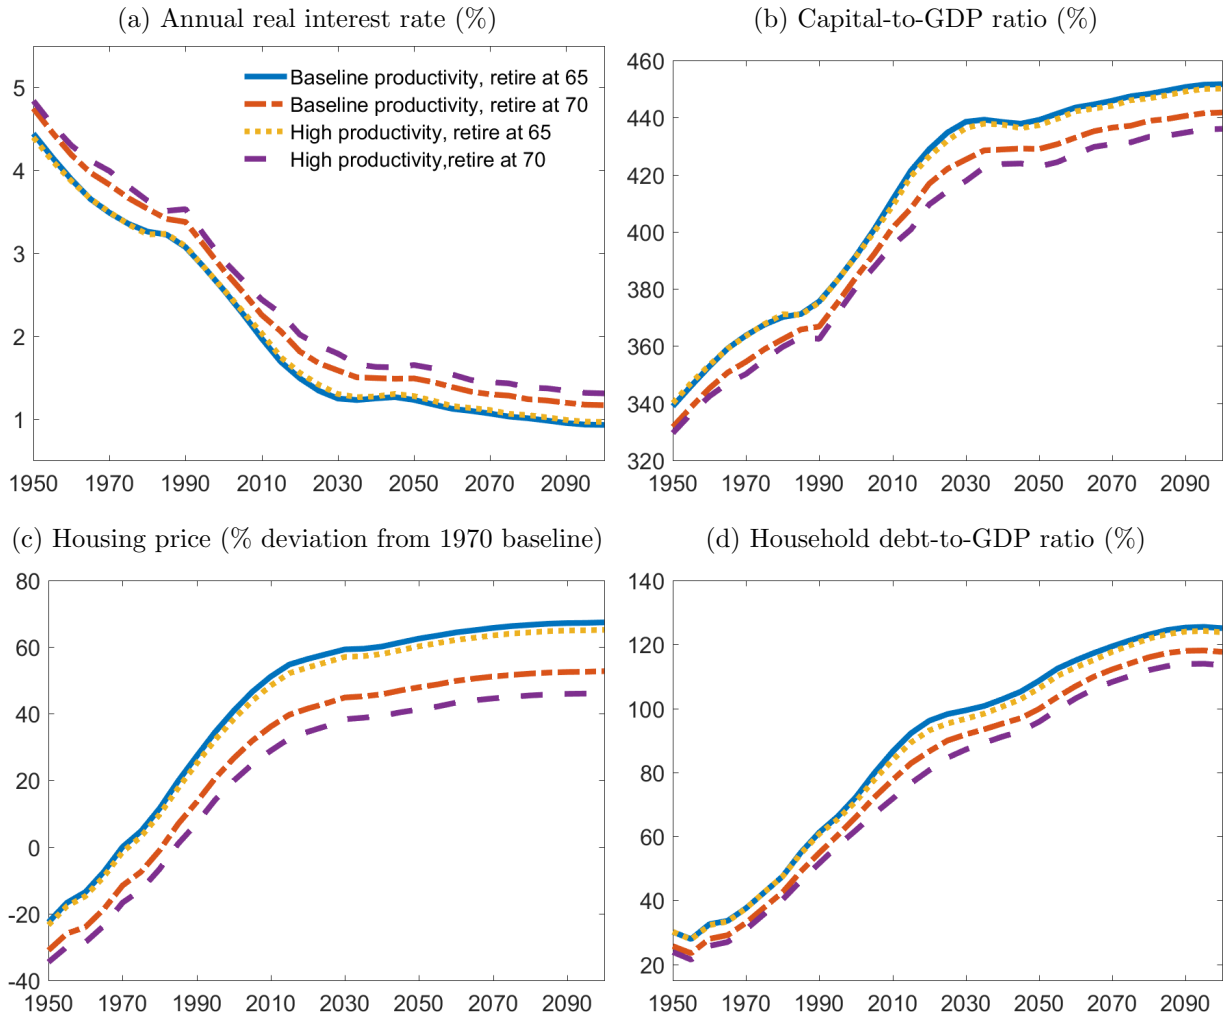 (a) Annual real interest rate (%)
5
4
3
2
1
Baseline productivity, retire at 65
Baseline productivity, retire at 70
High productivity, retire at 65
High productivity,retire at 70
1950 1970 1990 2010 2030 2050 2070 2090
(b) Capital-to-GDP ratio (%)
460
440
420
400
380
360
340
320
1950 1970 1990 2010 2030 2050 2070 2090
(c) Housing price (% deviation from 1970 baseline)
80
60
40
20
0
-20
-40
1950 1970 1990 2010 2030 2050 2070 2090
(d) Household debt-to-GDP ratio (%)
140
120
100
80
60
40
20
1950 1970 1990 2010 2030 2050 2070 2090